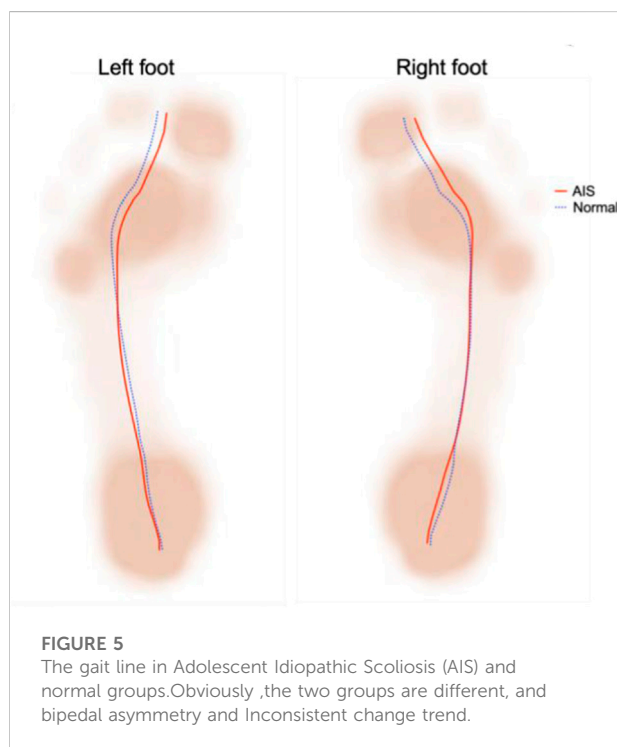 Left foot
Right foot
AIS
Normal
FIGURE 5
The gait line in Adolescent Idiopathic Scoliosis (AIS) and
normal groups.Obviously ,the two groups are different, and
bipedal asymmetry and Inconsistent change trend.